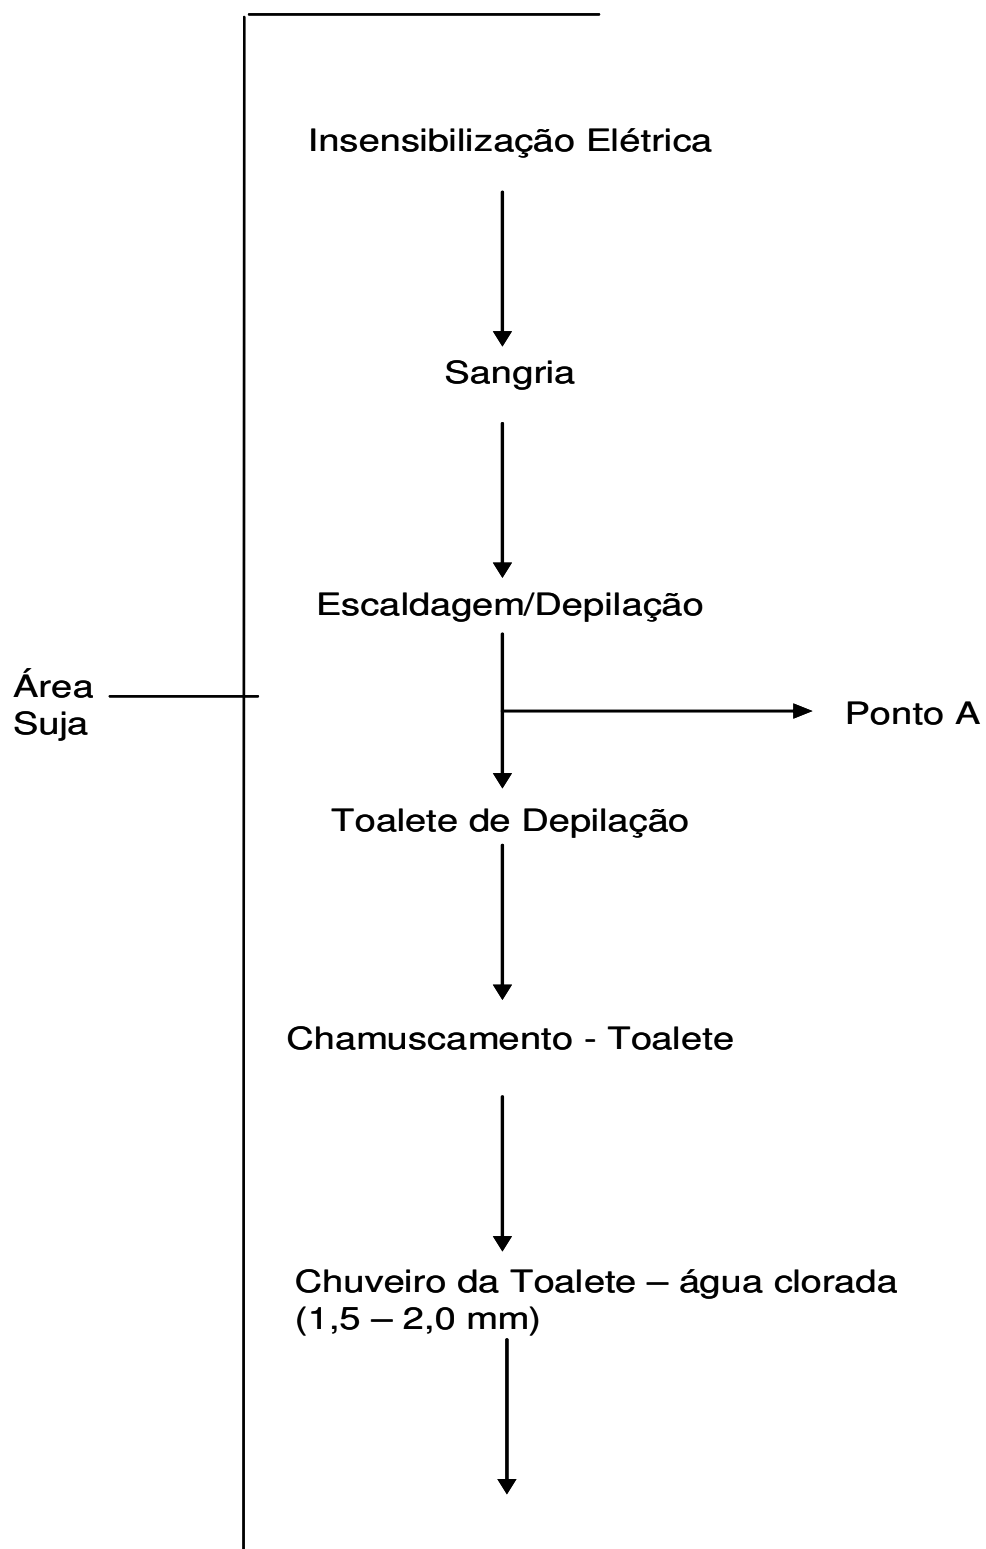 Insensibilização Elétrica
Sangria
Escaldagem/Depilação
Área
Suja
Ponto A
Toalete de Depilação
Chamuscamento - Toalete
Chuveiro da Toalete – água clorada
(1,5 – 2,0 mm)